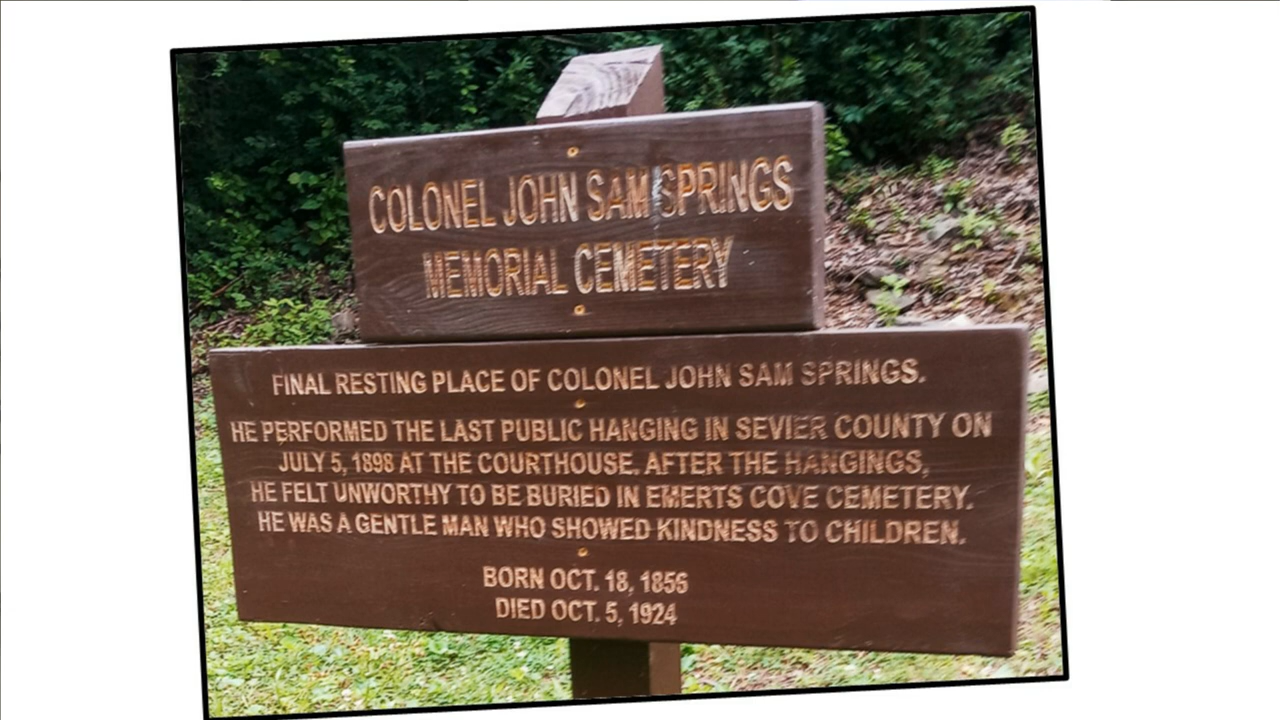 COLONEL JOHN SAM SPRINGS
MEMORIAL CEMETERY
FINAL RESTING PLACE OF COLONEL JOHN SAM SPRINGS.
HE PERFORMED THE LAST PUBLIC HANGING IN SEVIER COUNTY ON
JULY 5, 1898 AT THE COURTHOUSE. AFTER THE HANGINGS,
HE FELT UNWORTHY TO BE BURIED IN EMERTS COVE CEMETERY.
HE WAS A GENTLE MAN WHO SHOWED KINDNESS TO CHILDREN.
BORN OCT. 18, 1856
DIED OCT. 5, 1924